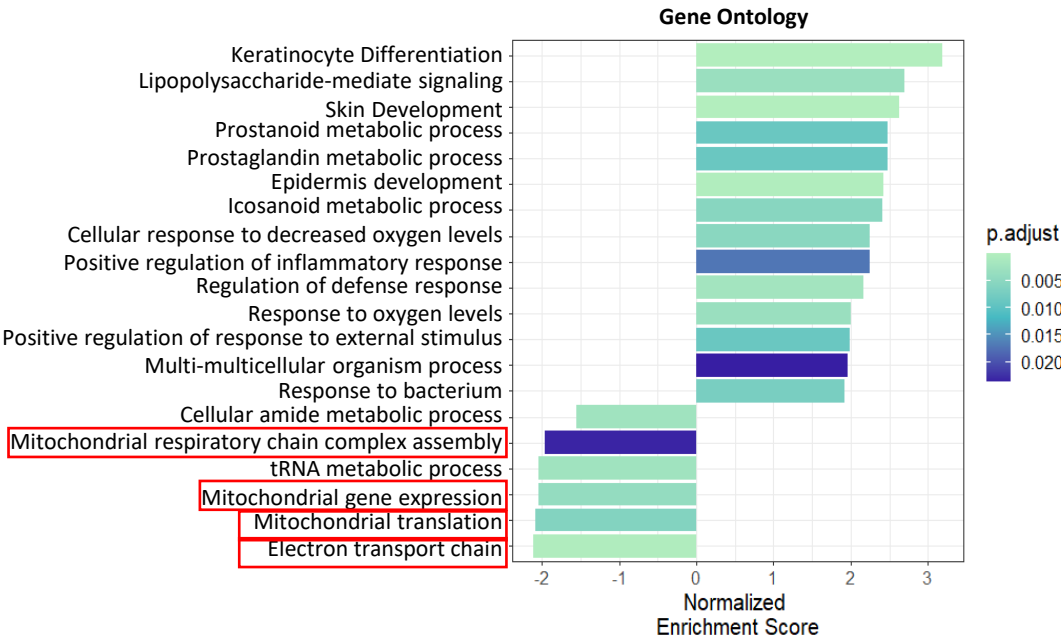 Gene Ontology
Keratinocyte Differentiation
Lipopolysaccharide-mediate signaling
Skin Development
Prostanoid metabolic process
Prostaglandin metabolic process
Epidermis development
Icosanoid metabolic process
Cellular response to decreased oxygen levels
Positive regulation of inflammatory response
Regulation of defense response
Response to oxygen levels
Positive regulation of response to external stimulus
Multi-multicellular organism process
Response to bacterium
Cellular amide metabolic process
Mitochondrial respiratory chain complex assembly
tRNA metabolic process
Mitochondrial gene expression
Mitochondrial translation
Electron transport chain
-2 -1 0 1 2 3
Normalized
Enrichment Score
p.adjust
0.005
0.010
0.015
0.020